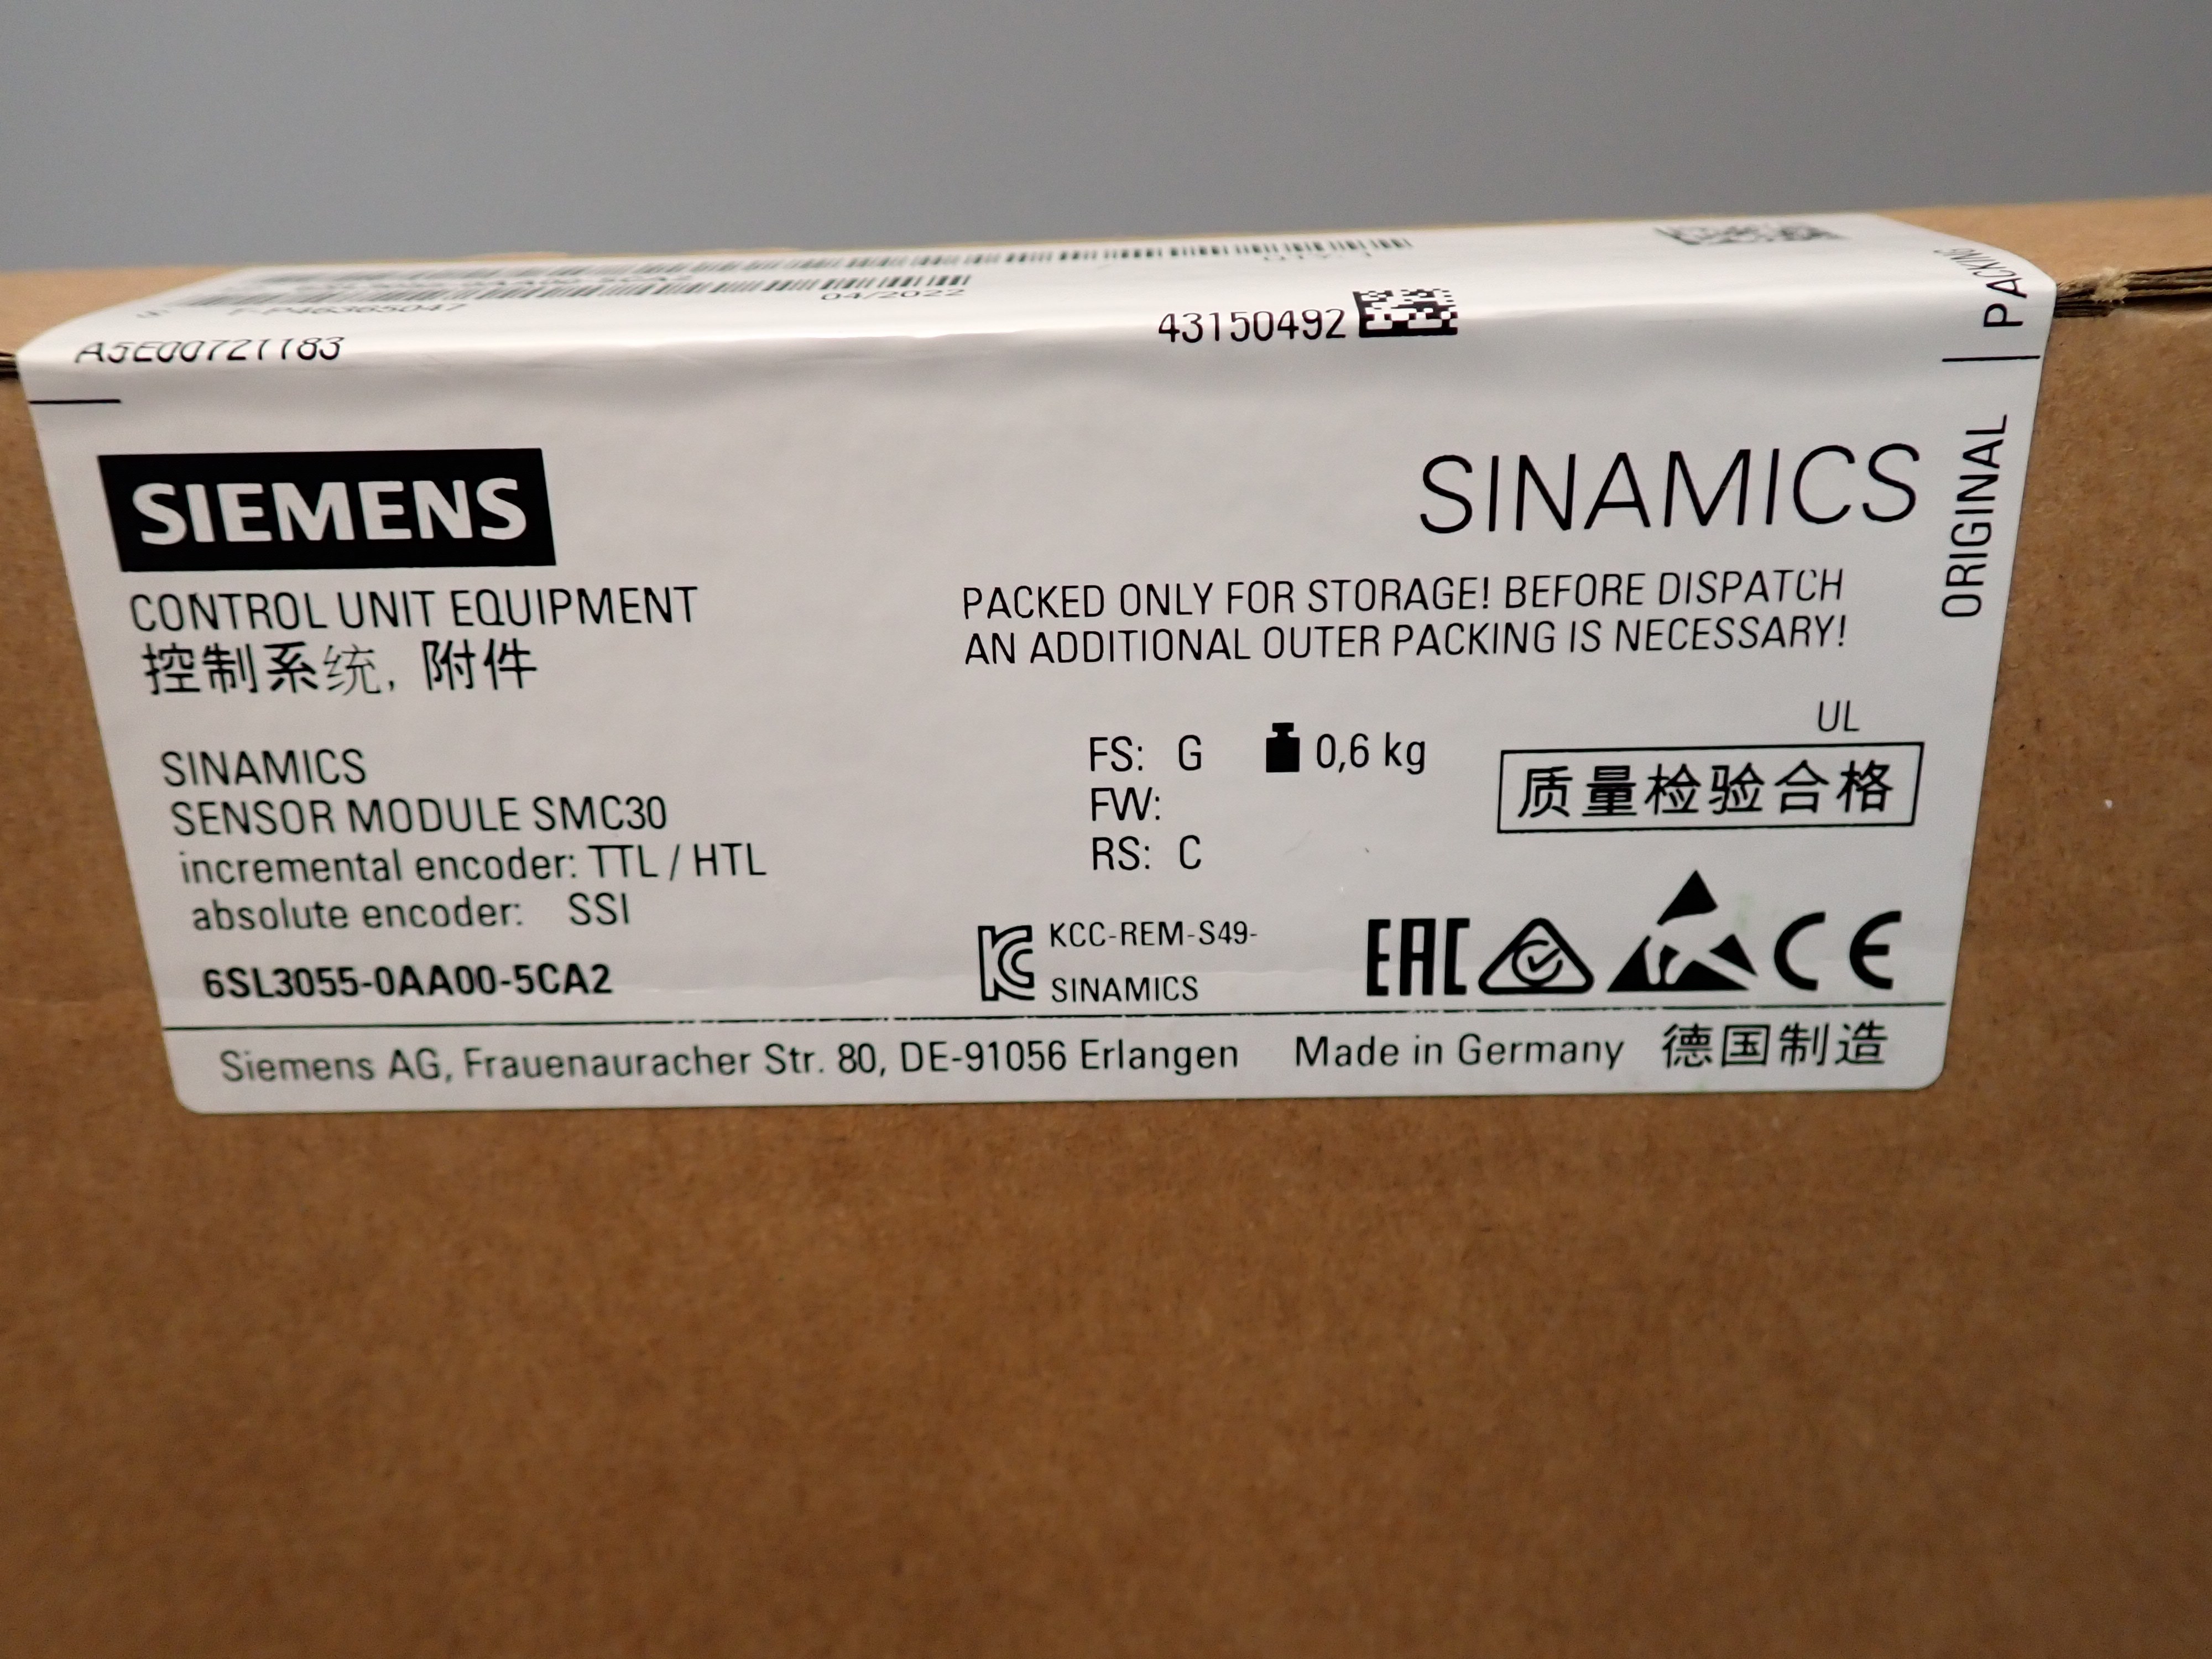 04/2022
A5E00721183
43150492
SIEMENS
SINAMICS
ORIGINAL | PACKING
CONTROL UNIT EQUIPMENT
控制系统, 附件
PACKED ONLY FOR STORAGE! BEFORE DISPATCH
AN ADDITIONAL OUTER PACKING IS NECESSARY!
SINAMICS
SENSOR MODULE SMC30
incremental encoder: TTL / HTL
absolute encoder: SSI
6SL3055-0AA00-5CA2
FS: G 0,6 kg
FW:
RS: C
UL
质量检验合格
KCC-REM-S49-
SINAMICS
EAC
CE
Siemens AG, Frauenauracher Str. 80, DE-91056 Erlangen Made in Germany 德国制造